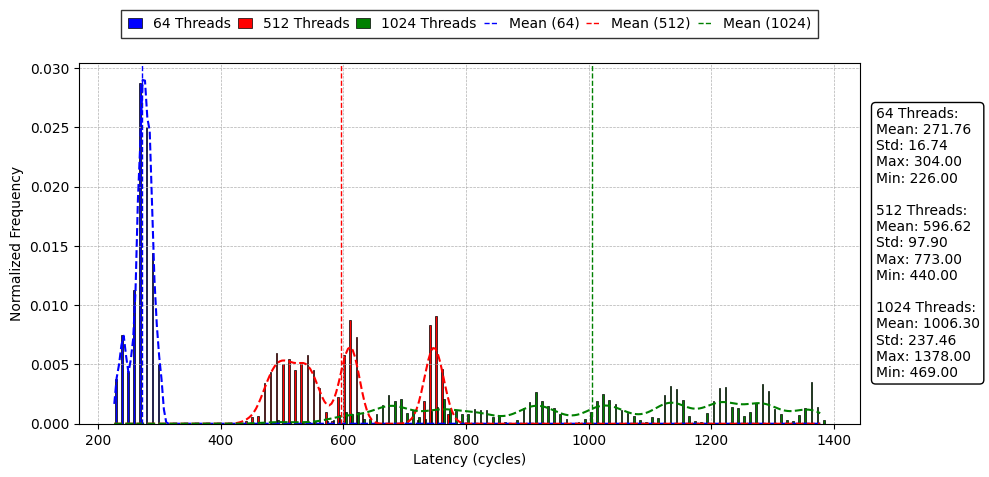 64 Threads 512 Threads 1024 Threads Mean (64) Mean (512) Mean (1024)
0.030
0.025
0.020
0.015
0.010
0.005
0.000
Normalized Frequency
200 400 600 800 1000 1200 1400
Latency (cycles)
64 Threads:
Mean: 271.76
Std: 16.74
Max: 304.00
Min: 226.00
512 Threads:
Mean: 596.62
Std: 97.90
Max: 773.00
Min: 440.00
1024 Threads:
Mean: 1006.30
Std: 237.46
Max: 1378.00
Min: 469.00